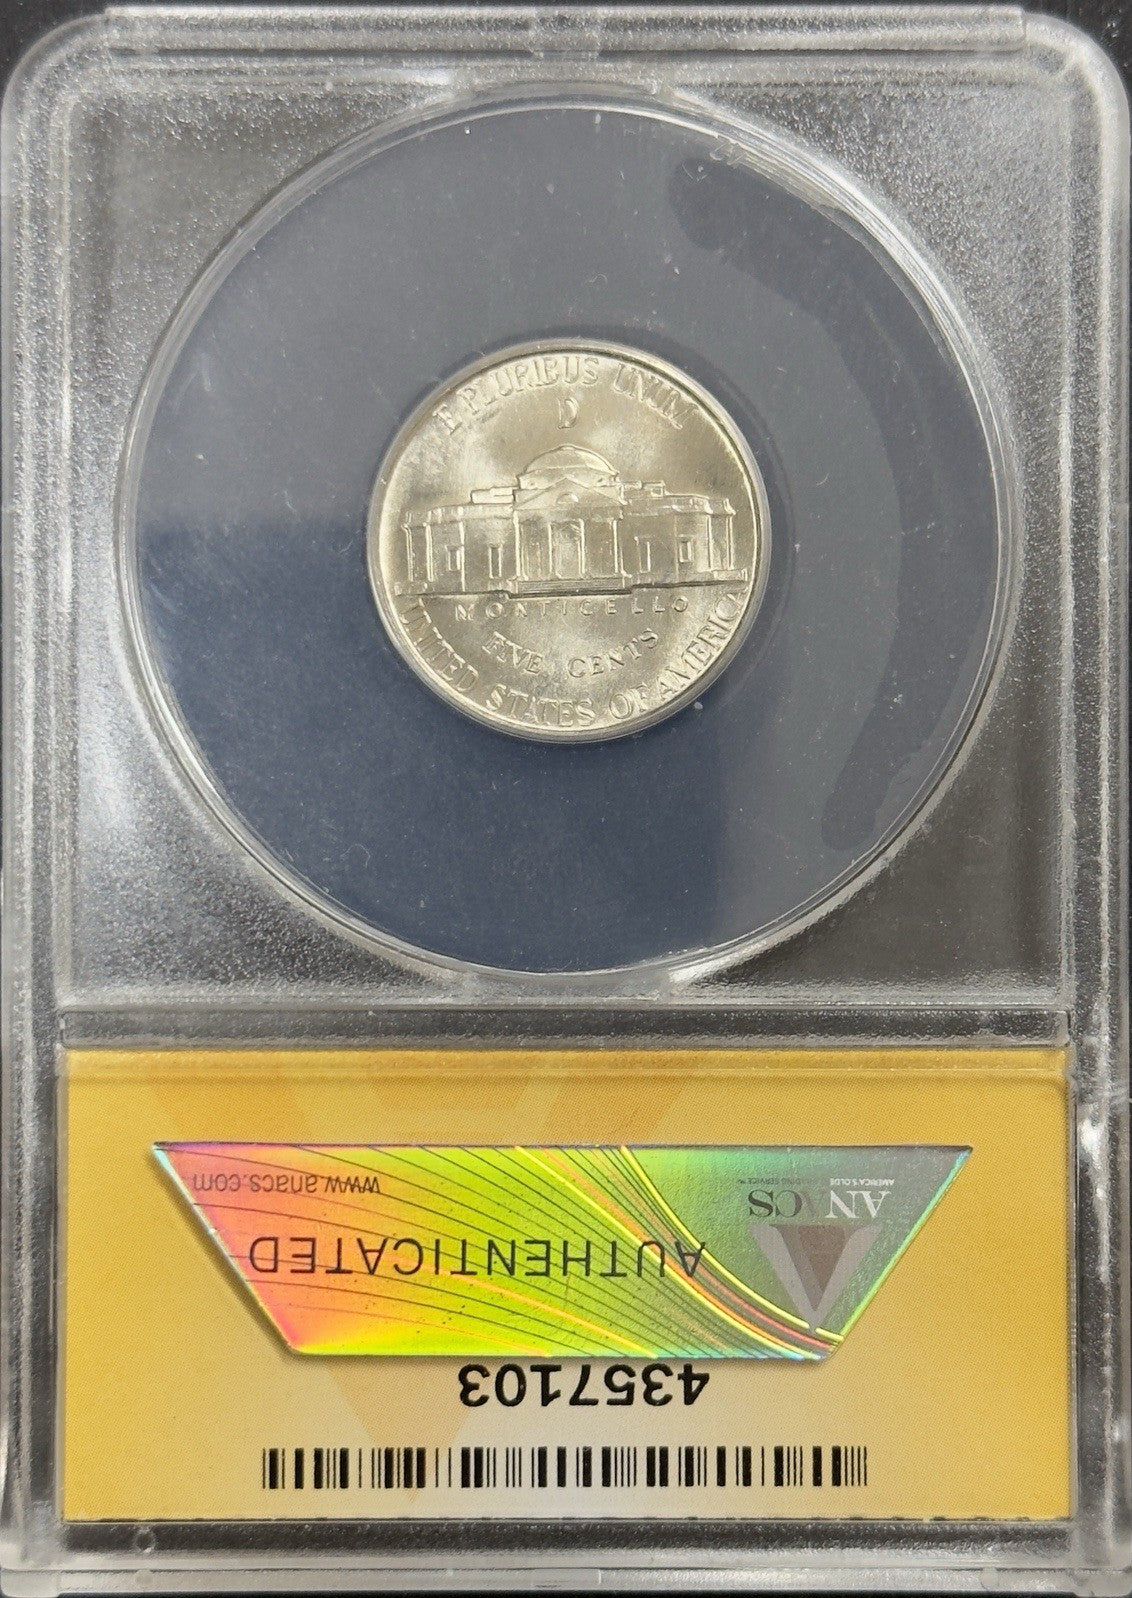 E PLURIBUS UNUM
D
MONTICELLO
FIVE CENTS
UNITED STATES OF AMERICA
4357103
AUTHENTICATED
ANACS
www.anacs.com